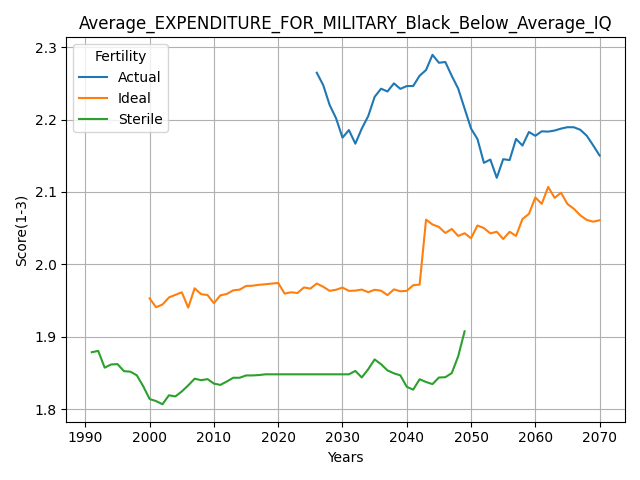 Average_EXPENDITURE_FOR_MILITARY_Black_Below_Average_IQ
Fertility
Actual
Ideal
Sterile
Score(1-3)
2.3
2.2
2.1
2.0
1.9
1.8
1990 2000 2010 2020 2030 2040 2050 2060 2070
Years